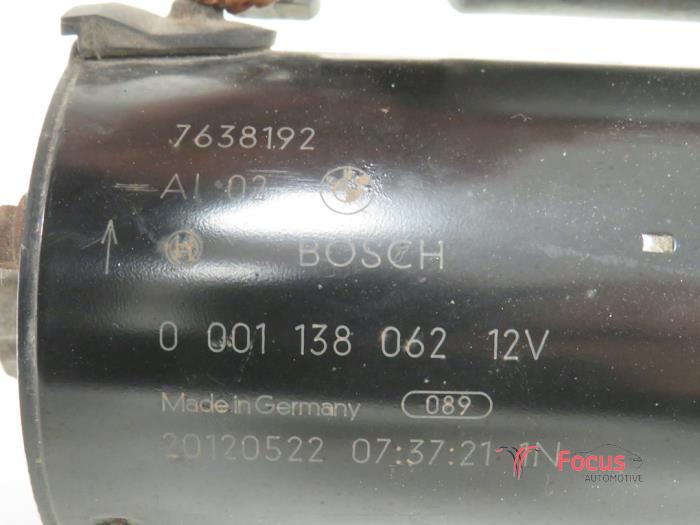 7638192
AI 02
BOSCH
0 001 138 062 12V
Made in Germany 089
20120522 07:37:21 1N
Focus
AUTOMOTIVE